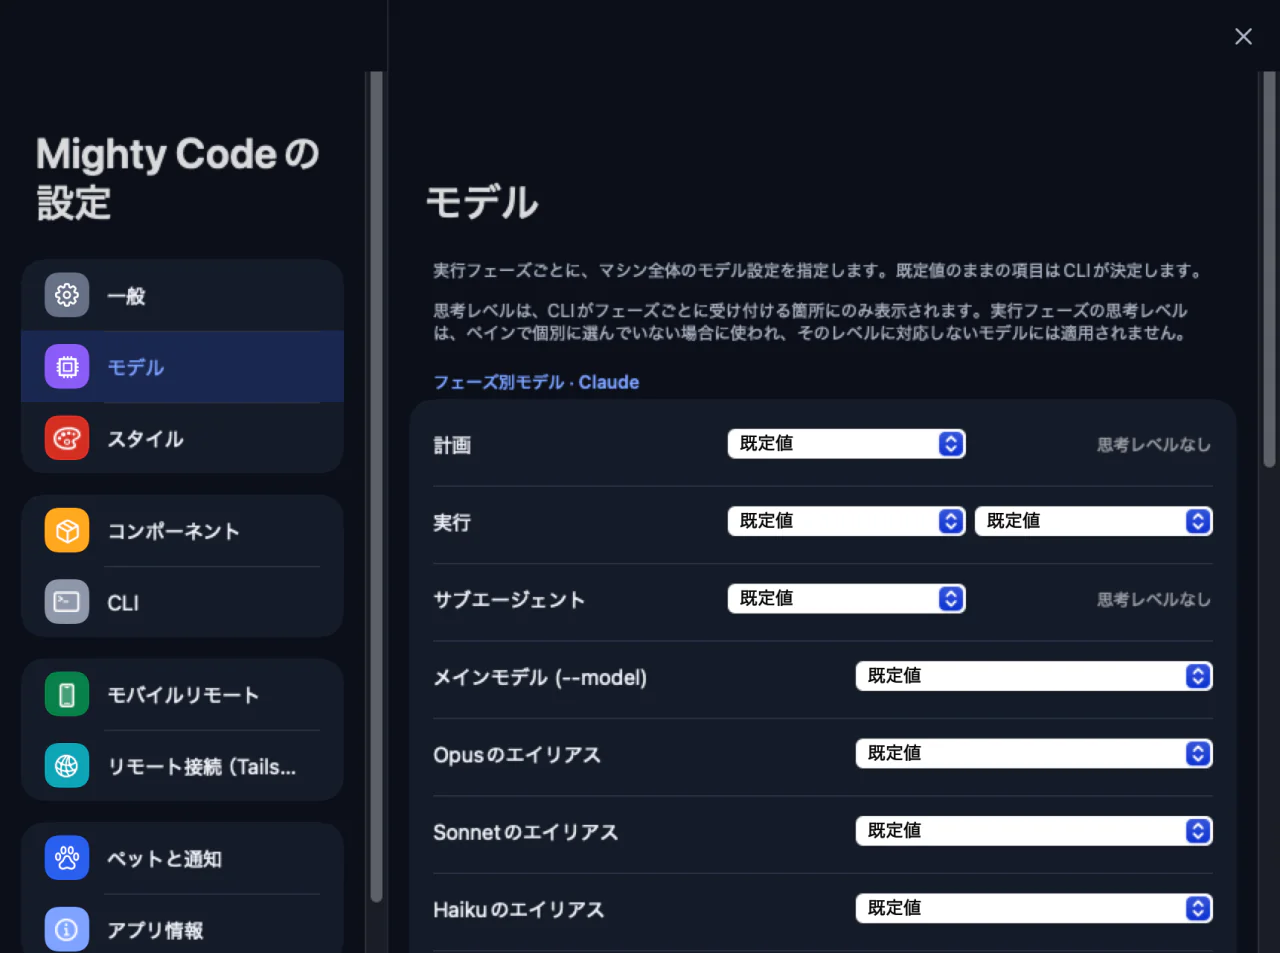 Mighty Code の
設定
一般
モデル
スタイル
コンポーネント
CLI
モバイルリモート
リモート接続 (Tails...
ペットと通知
アプリ情報
モデル
実行フェーズごとに、マシン全体のモデル設定を指定します。既定値のままの項目は CLI が決定します。
思考レベルは、CLI がフェーズごとに受け付ける箇所にのみ表示されます。実行フェーズの思考レベル
は、ペインで個別に選んでいない場合に使われ、そのレベルに対応しないモデルには適用されません。
フェーズ別モデル · Claude
計画 既定値 思考レベルなし
実行 既定値 既定値
サブエージェント 既定値 思考レベルなし
メインモデル (--model) 既定値
Opus のエイリアス 既定値
Sonnet のエイリアス 既定値
Haiku のエイリアス 既定値